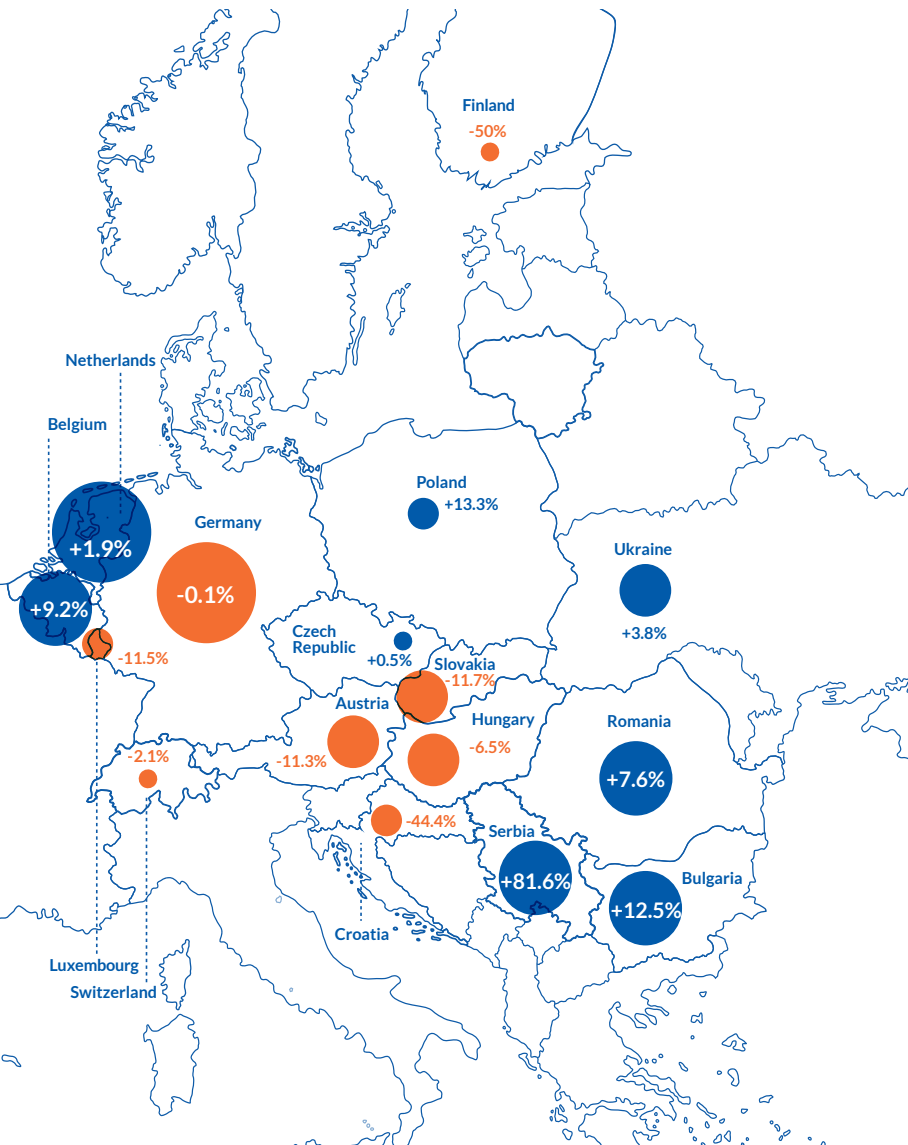 Finland
-50%
Netherlands
Belgium
Poland
+13.3%
Germany
+1.9%
Ukraine
-0.1%
+9.2%
+3.8%
Czech
Republic
+0.5%
-11.5%
Slovakia
-11.7%
Austria
Hungary
Romania
-6.5%
-11.3%
-2.1%
+7.6%
-44.4%
Serbia
+81.6%
Bulgaria
+12.5%
Croatia
Luxembourg
Switzerland